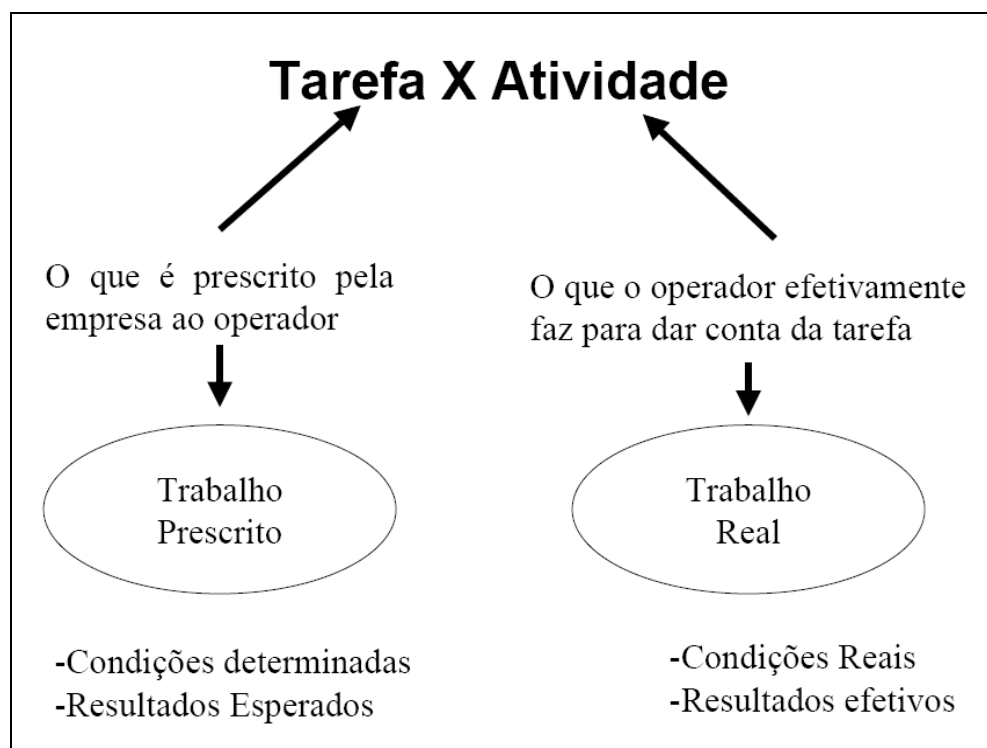 Tarefa X Atividade
O que é prescrito pela
empresa ao operador
O que o operador efetivamente
faz para dar conta da tarefa
Trabalho
Prescrito
Trabalho
Real
-Condições determinadas
-Resultados Esperados
-Condições Reais
-Resultados efetivos